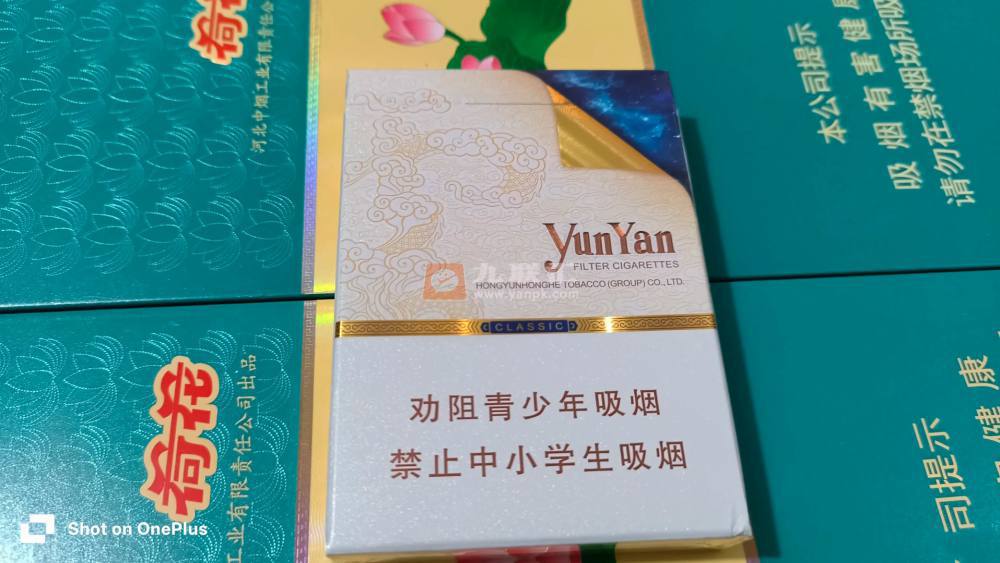 荷花
河北中烟工业有限责任公
本公司提示
吸烟有害健康
请勿在禁烟场所吸
YunYan
FILTER CIGARETTES
HONGYUNHONGHE TOBACCO (GROUP) CO., LTD.
九联汇
www.yanpk.com
CLASSIC
劝阻青少年吸烟
禁止中小学生吸烟
荷花
工业有限责任公司出品
司提示
健康
Shot on OnePlus